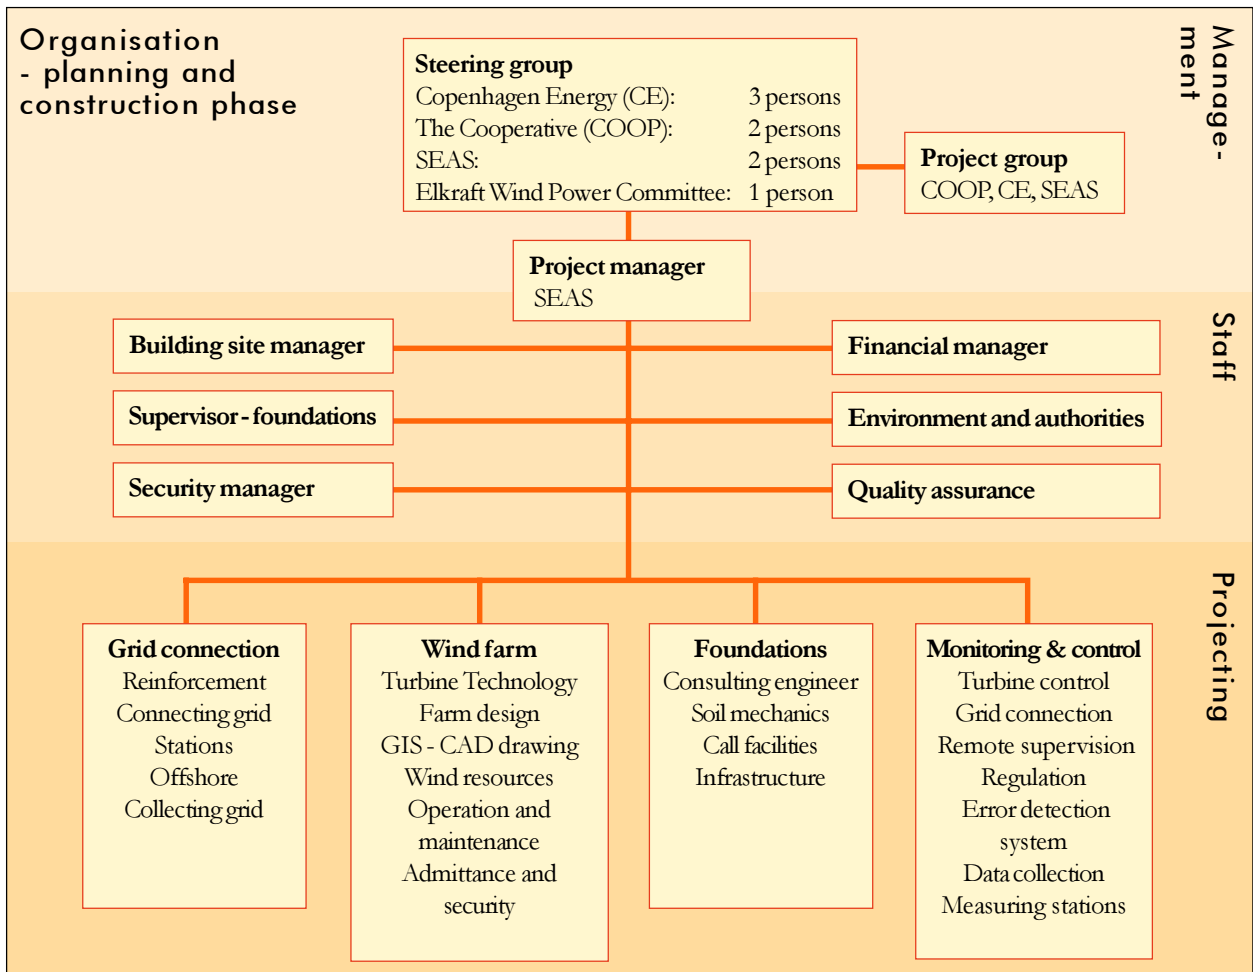 Organisation
- planning and
construction phase
Manage-
ment
Steering group
Copenhagen Energy (CE): 3 persons
The Cooperative (COOP): 2 persons
SEAS: 2 persons
Elkraft Wind Power Committee: 1 person
Project group
COOP, CE, SEAS
Project manager
SEAS
Staff
Building site manager
Financial manager
Supervisor - foundations
Environment and authorities
Security manager
Quality assurance
Projecting
Grid connection
Reinforcement
Connecting grid
Stations
Offshore
Collecting grid
Wind farm
Turbine Technology
Farm design
GIS - CAD drawing
Wind resources
Operation and
maintenance
Admittance and
security
Foundations
Consulting engineer
Soil mechanics
Call facilities
Infrastructure
Monitoring & control
Turbine control
Grid connection
Remote supervision
Regulation
Error detection
system
Data collection
Measuring stations